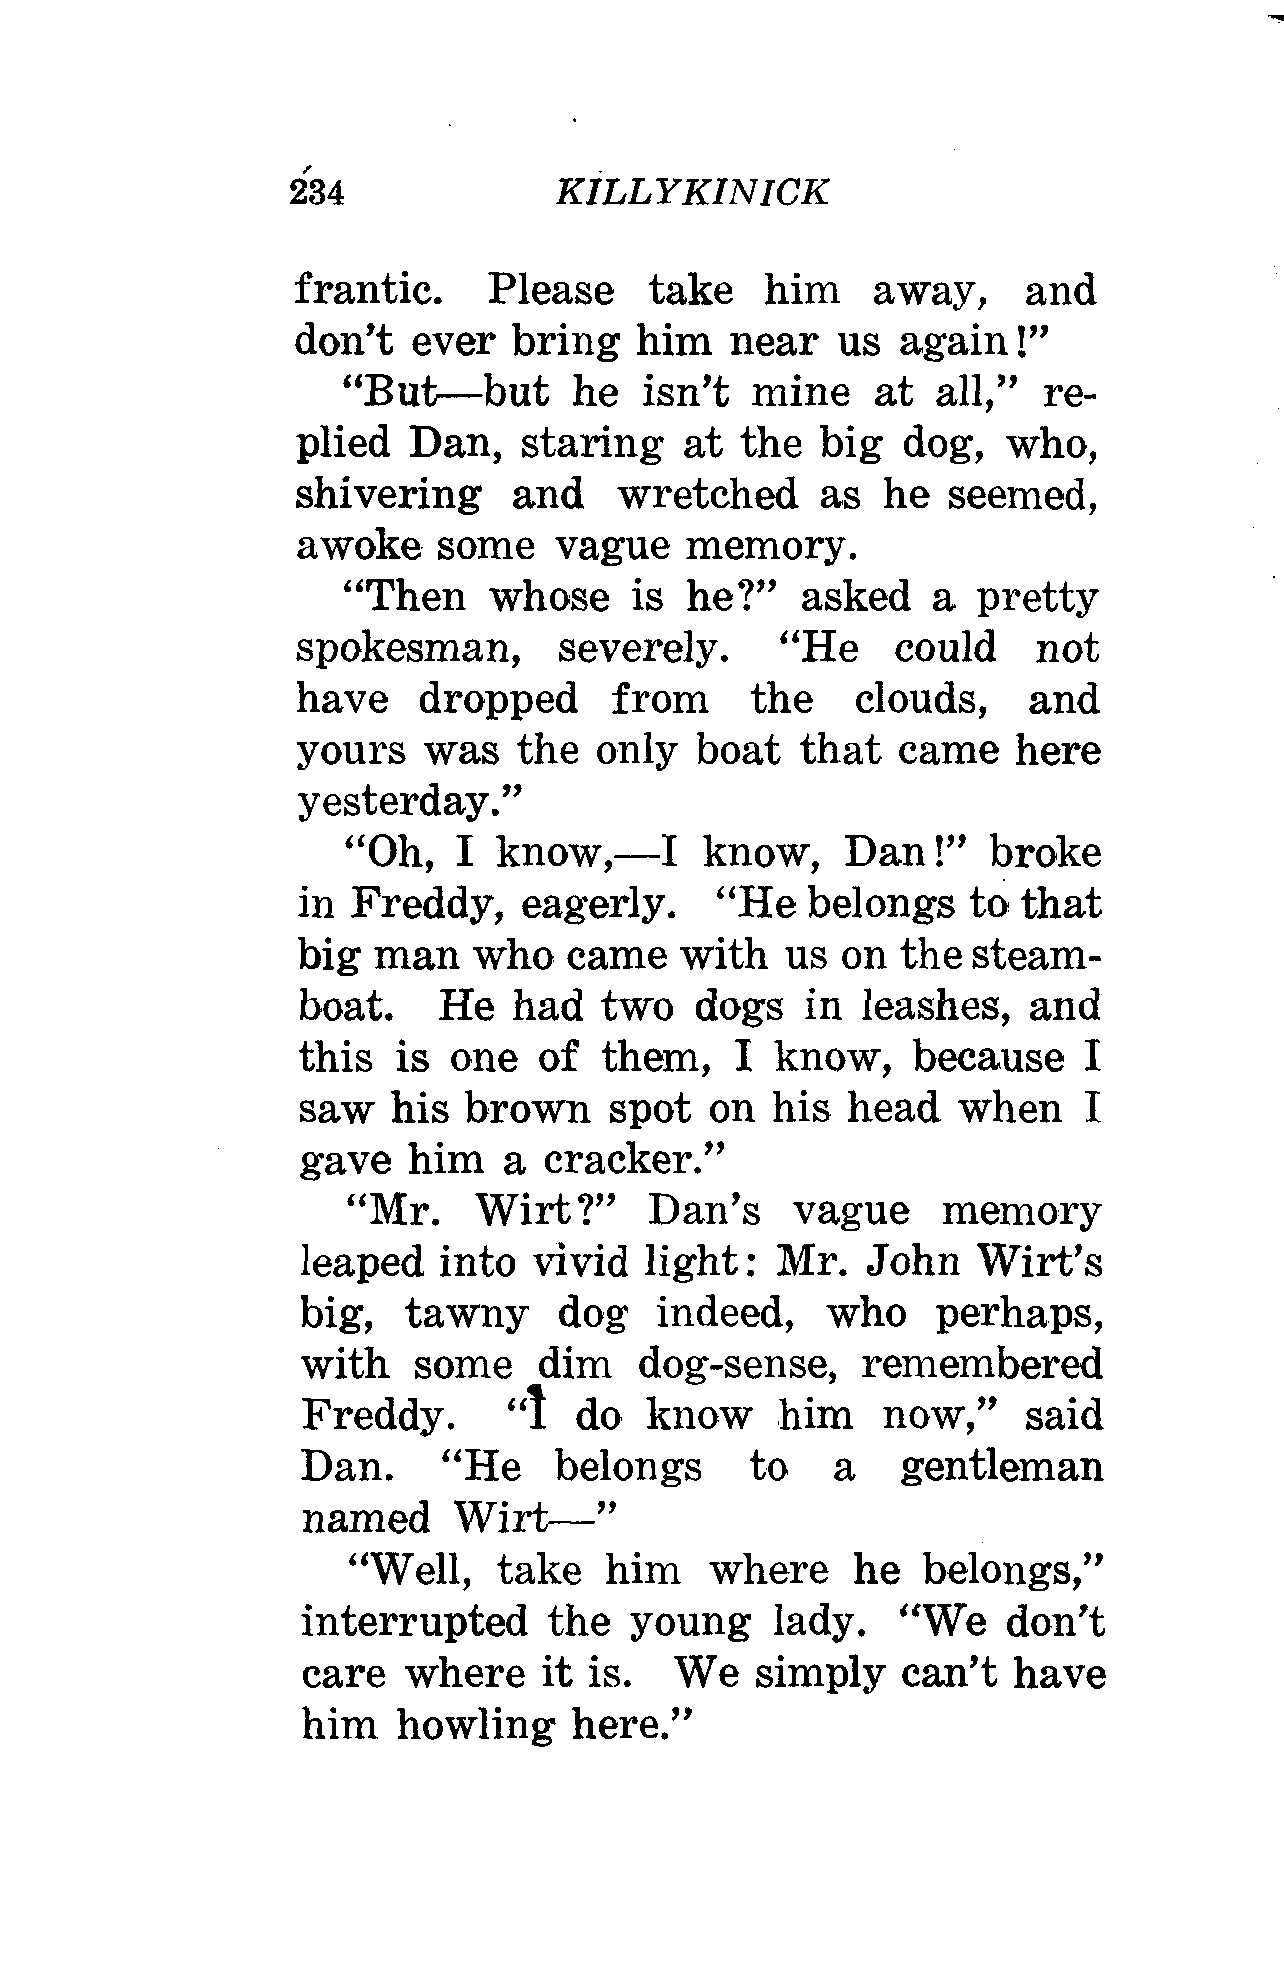 234 KILLYKINICK
frantic. Please take him away, and
don't ever bring him near us again!"
"But—but he isn't mine at all," re-
plied Dan, staring at the big dog, who,
shivering and wretched as he seemed,
awoke some vague memory.
"Then whose is he?" asked a pretty
spokesman, severely. "He could not
have dropped from the clouds, and
yours was the only boat that came here
yesterday."
"Oh, I know,—I know, Dan!" broke
in Freddy, eagerly. "He belongs to that
big man who came with us on the steam-
boat. He had two dogs in leashes, and
this is one of them, I know, because I
saw his brown spot on his head when I
gave him a cracker."
"Mr. Wirt?" Dan's vague memory
leaped into vivid light: Mr. John Wirt's
big, tawny dog indeed, who perhaps,
with some dim dog-sense, remembered
Freddy. "I do know him now," said
Dan. "He belongs to a gentleman
named Wirt—"
"Well, take him where he belongs,"
interrupted the young lady. "We don't
care where it is. We simply can't have
him howling here."